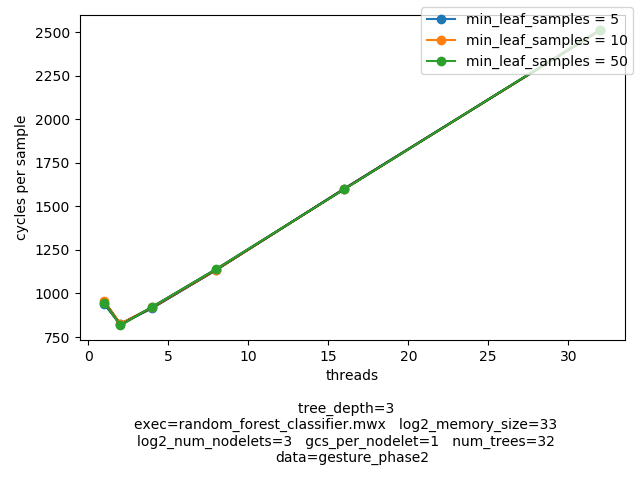 min_leaf_samples = 5
min_leaf_samples = 10
min_leaf_samples = 50
2500
2250
2000
1750
1500
1250
1000
750
cycles per sample
0 5 10 15 20 25 30
threads
tree_depth=3
exec=random_forest_classifier.mwx log2_memory_size=33
log2_num_nodelets=3 gcs_per_nodelet=1 num_trees=32
data=gesture_phase2